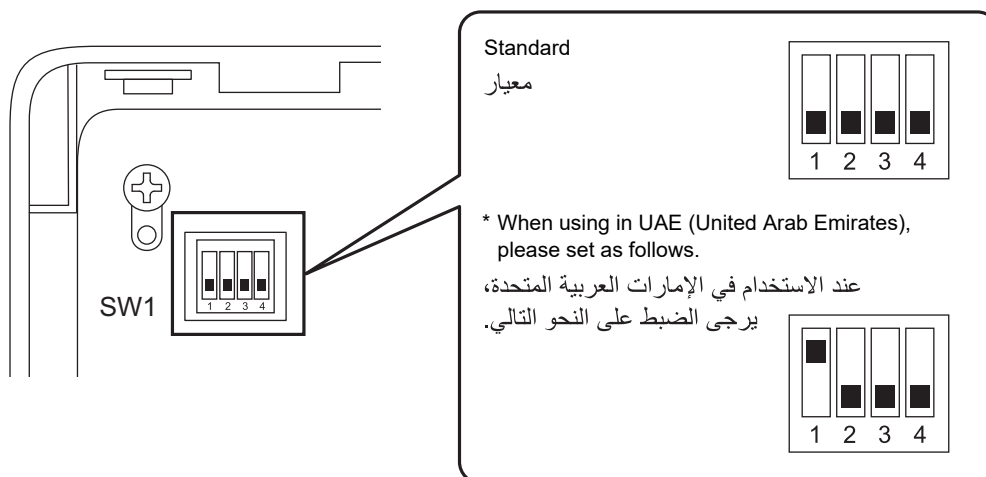 SW1
1 2 3 4
Standard
معيار
1 2 3 4
* When using in UAE (United Arab Emirates),
please set as follows.
عند الاستخدام في الإمارات العربية المتحدة،
يرجى الضبط على النحو التالي.
1 2 3 4